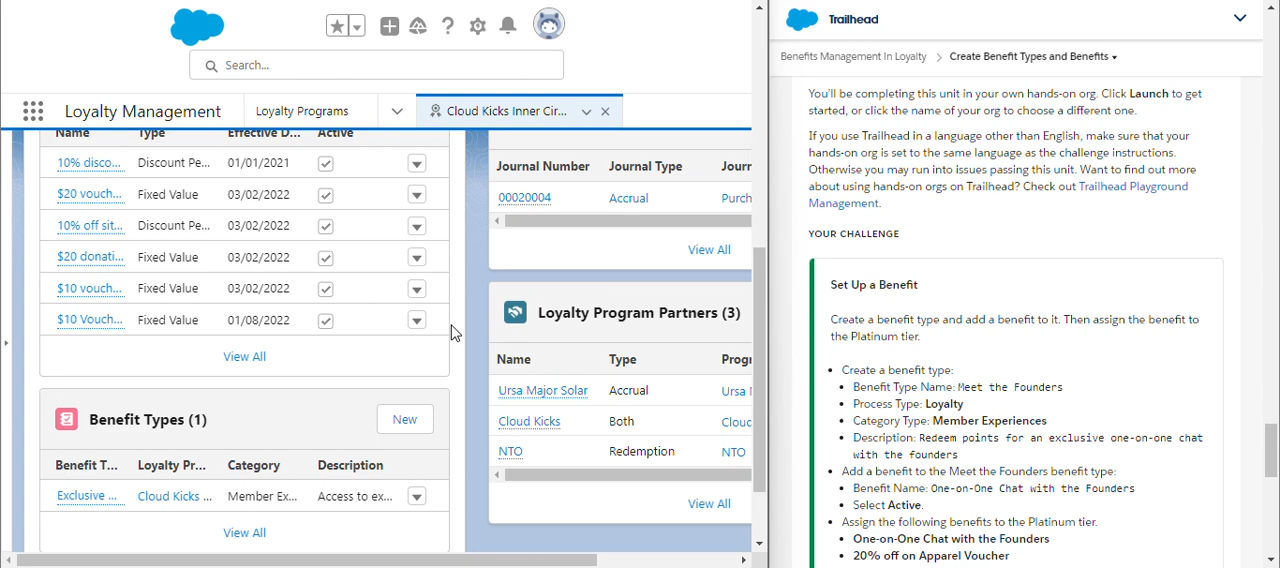 Search...
Loyalty Management
Loyalty Programs
Cloud Kicks Inner Cir...
Name Type Effective D... Active
10% disco... Discount Pe... 01/01/2021
$20 vouch... Fixed Value 03/02/2022
10% off sit... Discount Pe... 03/02/2022
$20 donati... Fixed Value 03/02/2022
$10 vouch... Fixed Value 03/02/2022
$10 Vouch... Fixed Value 01/08/2022
View All
Benefit Types (1)
New
Benefit T... Loyalty Pr... Category Description
Exclusive ... Cloud Kicks ... Member Ex... Access to ex...
View All
Journal Number Journal Type Journ
00020004 Accrual Purch
View All
Loyalty Program Partners (3)
Name Type Progr
Ursa Major Solar Accrual Ursa I
Cloud Kicks Both Clouc
NTO Redemption NTO
View All
Trailhead
Benefits Management In Loyalty > Create Benefit Types and Benefits
You'll be completing this unit in your own hands-on org. Click Launch to get
started, or click the name of your org to choose a different one.
If you use Trailhead in a language other than English, make sure that your
hands-on org is set to the same language as the challenge instructions.
Otherwise you may run into issues passing this unit. Want to find out more
about using hands-on orgs on Trailhead? Check out Trailhead Playground
Management.
YOUR CHALLENGE
Set Up a Benefit
Create a benefit type and add a benefit to it. Then assign the benefit to
the Platinum tier.
• Create a benefit type:
• Benefit Type Name: Meet the Founders
• Process Type: Loyalty
• Category Type: Member Experiences
• Description: Redeem points for an exclusive one-on-one chat
with the founders
• Add a benefit to the Meet the Founders benefit type:
• Benefit Name: One-on-One Chat with the Founders
• Select Active.
• Assign the following benefits to the Platinum tier.
• One-on-One Chat with the Founders
• 20% off on Apparel Voucher